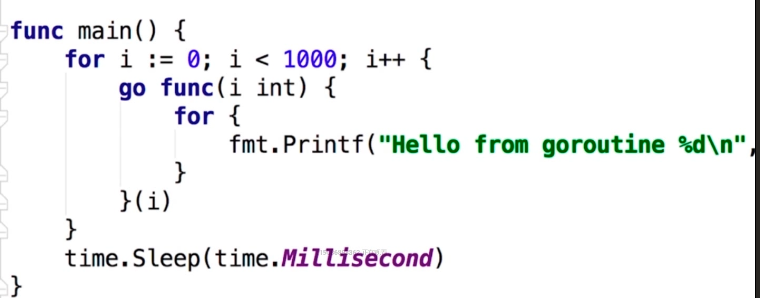 func main() {
    for i := 0; i < 1000; i++ {
        go func(i int) {
            for {
                fmt.Printf("Hello from goroutine %d\n",
            }
        }(i)
    }
    time.Sleep(time.Millisecond)
}